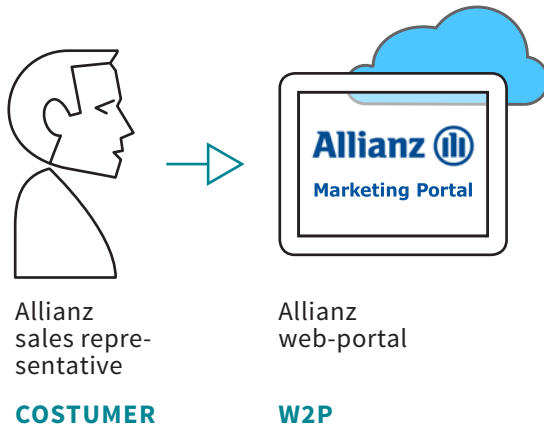 Allianz
Marketing Portal
Allianz
sales repre-
sentative
Allianz
web-portal
COSTUMER
W2P